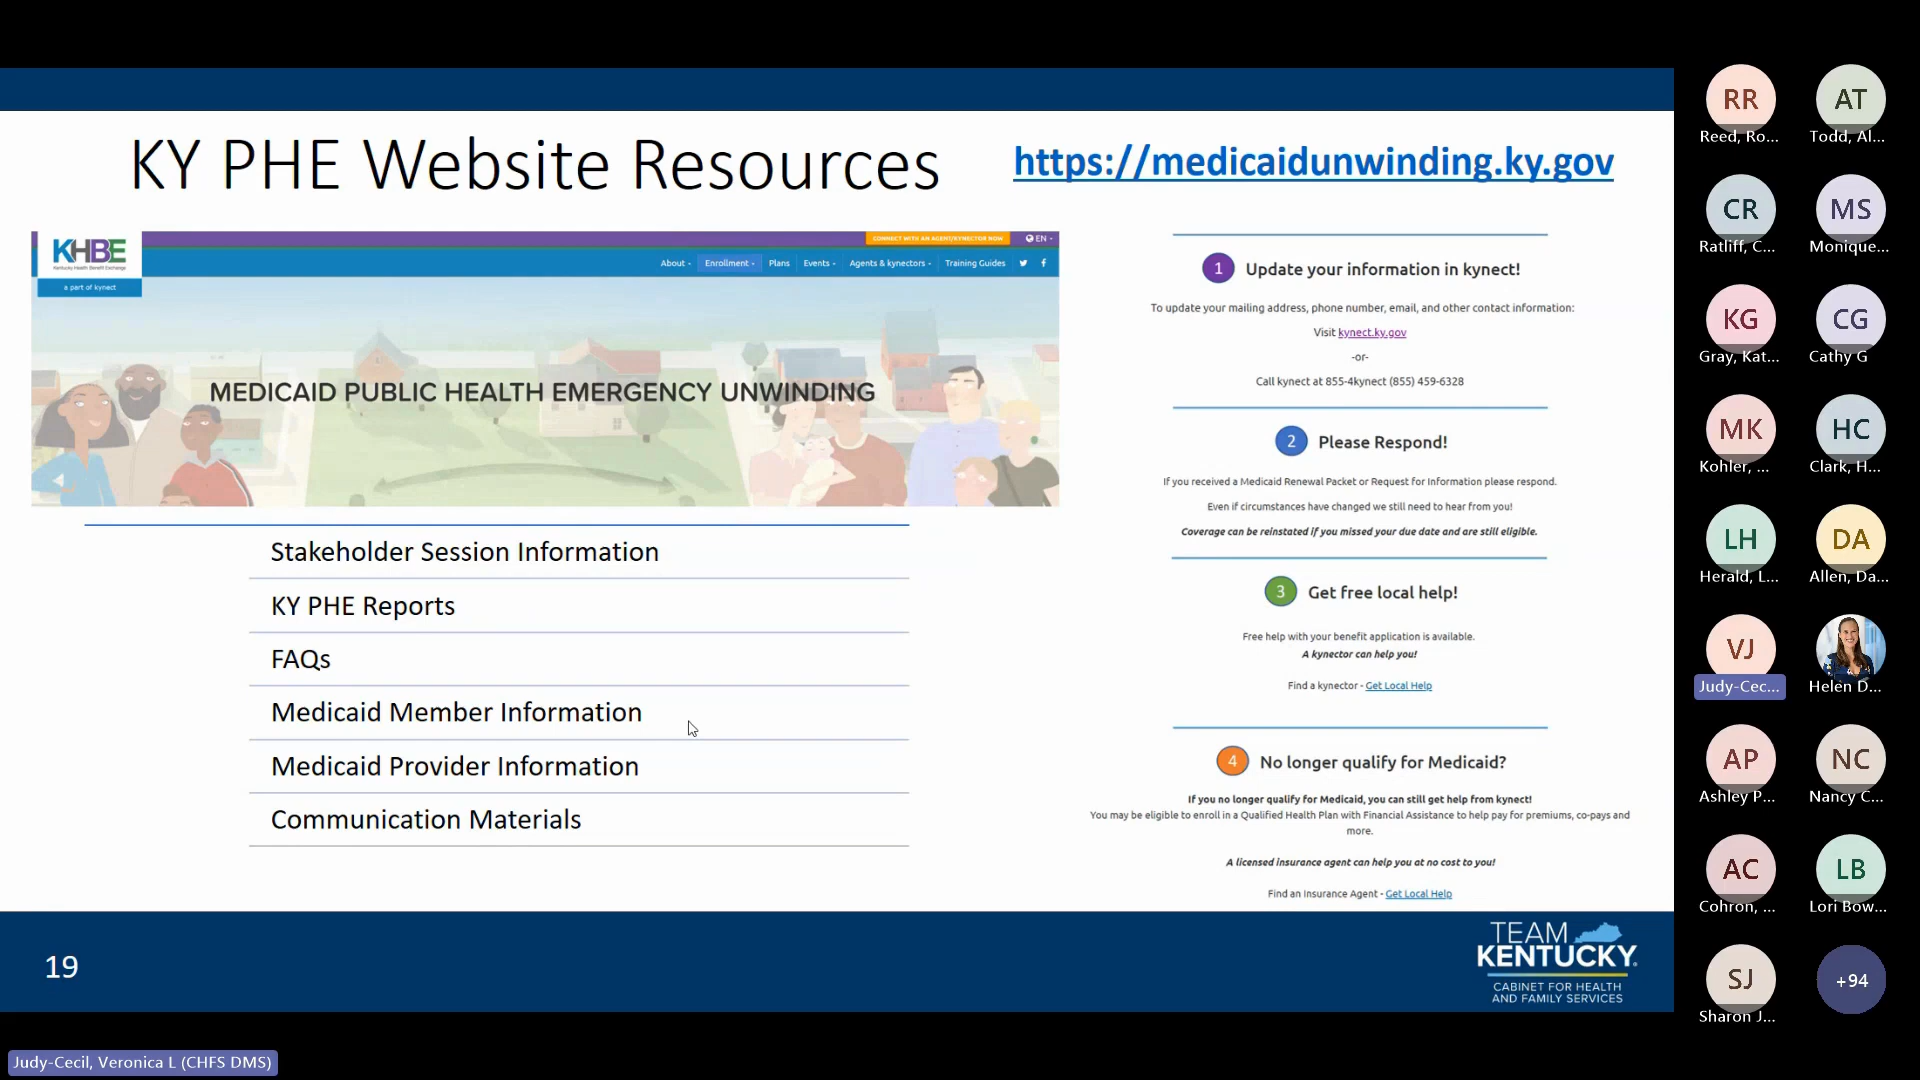 KY PHE Website Resources
https://medicaidunwinding.ky.gov
KHBE
Kentucky Health Benefit Exchange
a part of kynect
CONNECT WITH AN AGENT/KYNECTOR NOW
EN
About
Enrollment
Plans
Events
Agents & kynectors
Training Guides
MEDICAID PUBLIC HEALTH EMERGENCY UNWINDING
Stakeholder Session Information
KY PHE Reports
FAQs
Medicaid Member Information
Medicaid Provider Information
Communication Materials
1 Update your information in kynect!
To update your mailing address, phone number, email, and other contact information:
Visit kynect.ky.gov
-or-
Call kynect at 855-4kynect (855) 459-6328
2 Please Respond!
If you received a Medicaid Renewal Packet or Request for Information please respond.
Even if circumstances have changed we still need to hear from you!
Coverage can be reinstated if you missed your due date and are still eligible.
3 Get free local help!
Free help with your benefit application is available.
A kynector can help you!
Find a kynector - Get Local Help
4 No longer qualify for Medicaid?
If you no longer qualify for Medicaid, you can still get help from kynect!
You may be eligible to enroll in a Qualified Health Plan with Financial Assistance to help pay for premiums, co-pays and
more.
A licensed insurance agent can help you at no cost to you!
Find an Insurance Agent - Get Local Help
19
TEAM
KENTUCKY.
CABINET FOR HEALTH
AND FAMILY SERVICES
RR
Reed, Ro...
AT
Todd, Al...
CR
Ratliff, C...
MS
Monique...
KG
Gray, Kat...
CG
Cathy G
MK
Kohler, ...
HC
Clark, H...
LH
Herald, L...
DA
Allen, Da...
VJ
Judy-Cec...
Helen D...
AP
Ashley P...
NC
Nancy C...
AC
Cohron, ...
LB
Lori Bow...
SJ
Sharon J...
+94
Judy-Cecil, Veronica L (CHFS DMS)